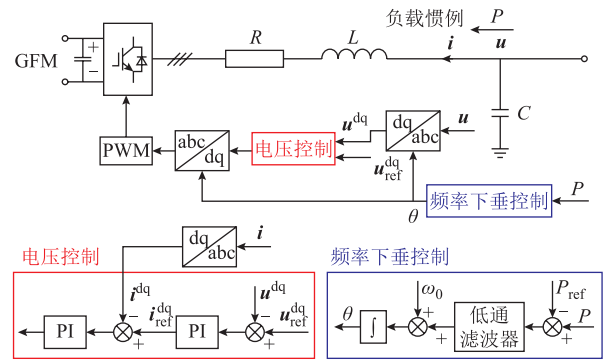 负载惯例 P
GFM + − R L i u
C
PWM abc dq 电压控制 u^dq u_ref^dq dq abc u
θ 频率下垂控制 P
电压控制 dq abc i
i^dq u^dq
PI − + i_ref^dq PI − + u_ref^dq
频率下垂控制
ω₀ P_ref
θ ∫ + + 低通滤波器 − + P